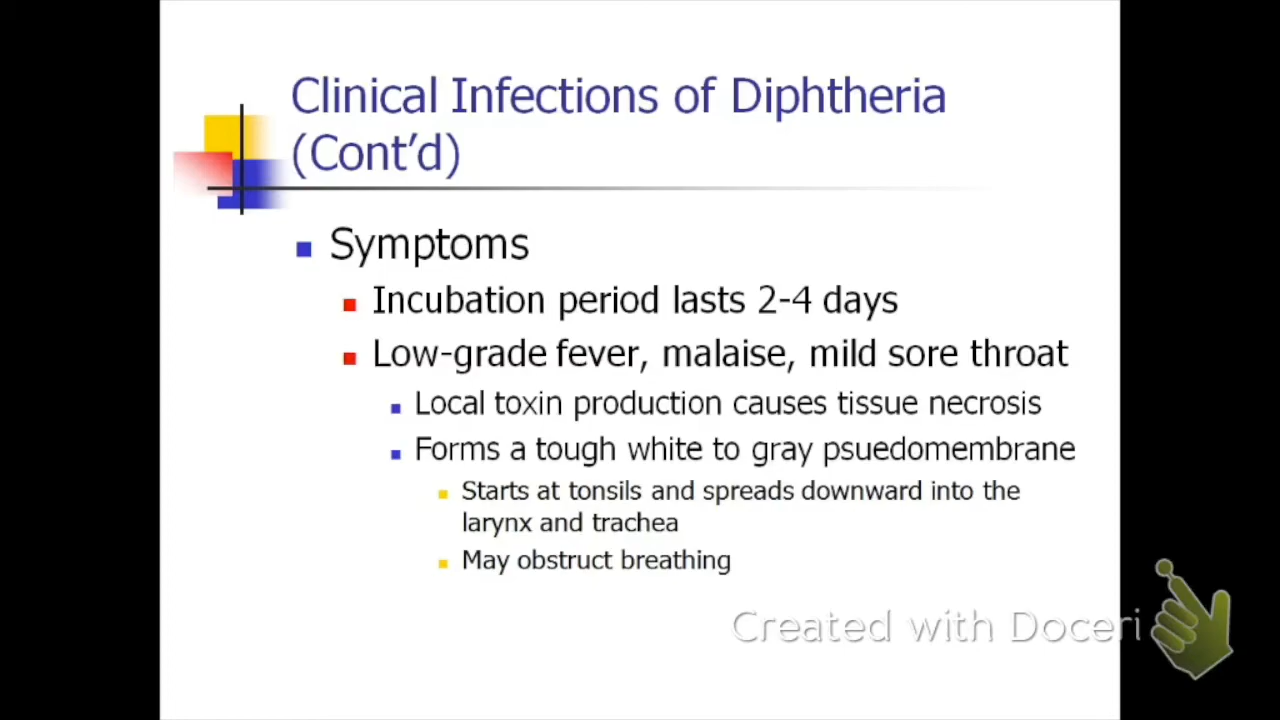 Clinical Infections of Diphtheria
(Cont’d)
Symptoms
Incubation period lasts 2-4 days
Low-grade fever, malaise, mild sore throat
Local toxin production causes tissue necrosis
Forms a tough white to gray psuedomembrane
Starts at tonsils and spreads downward into the
larynx and trachea
May obstruct breathing
Created with Doceri